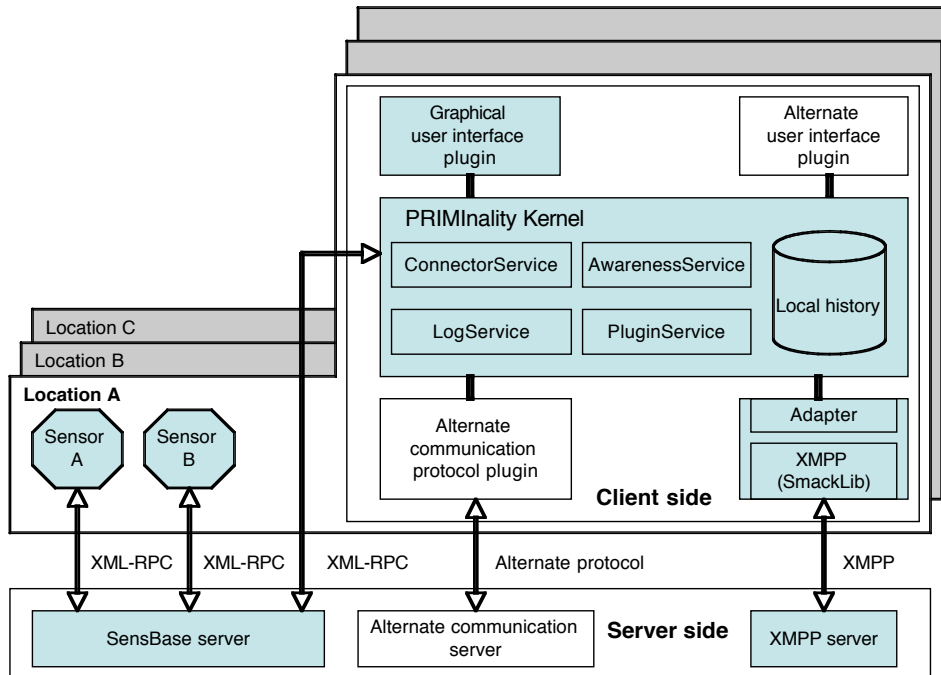 Graphical
user interface
plugin
Alternate
user interface
plugin
PRIMInality Kernel
ConnectorService
AwarenessService
LogService
PluginService
Local history
Location C
Location B
Location A
Sensor
A
Sensor
B
Alternate
communication
protocol plugin
Adapter
XMPP
(SmackLib)
Client side
XML-RPC
XML-RPC
XML-RPC
Alternate protocol
XMPP
SensBase server
Alternate communication
server
Server side
XMPP server